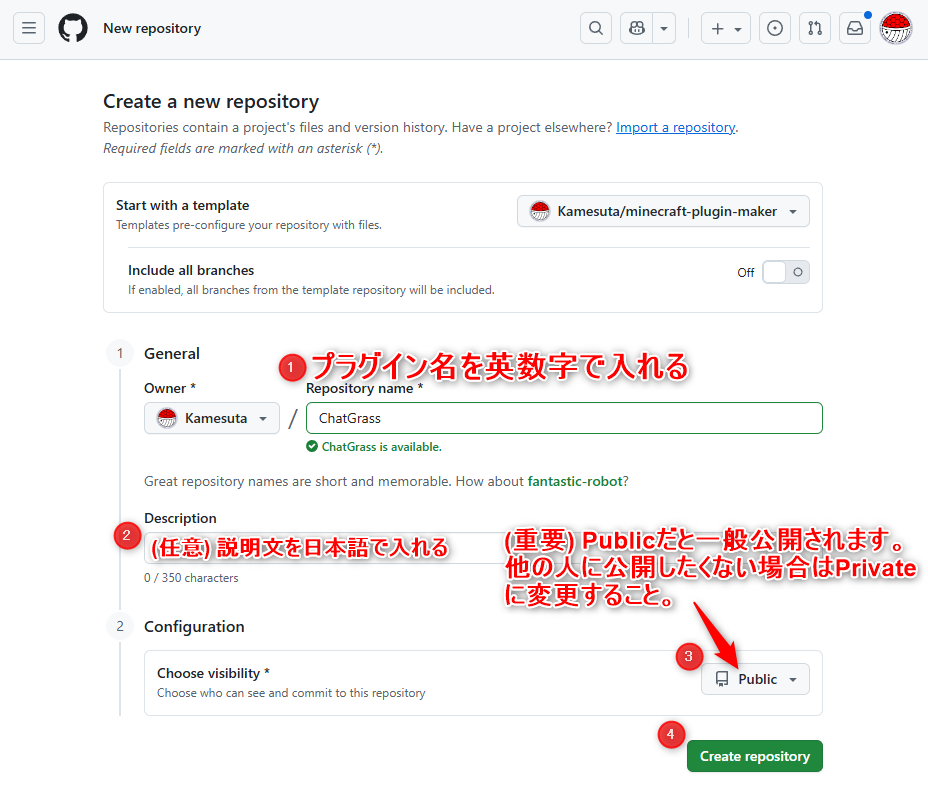 New repository
Create a new repository
Repositories contain a project's files and version history. Have a project elsewhere? Import a repository.
Required fields are marked with an asterisk (*).
Start with a template
Templates pre-configure your repository with files.
Kamesuta/minecraft-plugin-maker
Include all branches
If enabled, all branches from the template repository will be included.
Off
1 General
1 プラグイン名を英数字で入れる
Owner *
Repository name *
Kamesuta
/
ChatGrass
ChatGrass is available.
Great repository names are short and memorable. How about fantastic-robot?
Description
2 (任意) 説明文を日本語で入れる
0 / 350 characters
(重要) Publicだと一般公開されます。
他の人に公開したくない場合はPrivate
に変更すること。
2 Configuration
Choose visibility *
Choose who can see and commit to this repository
3
Public
4
Create repository